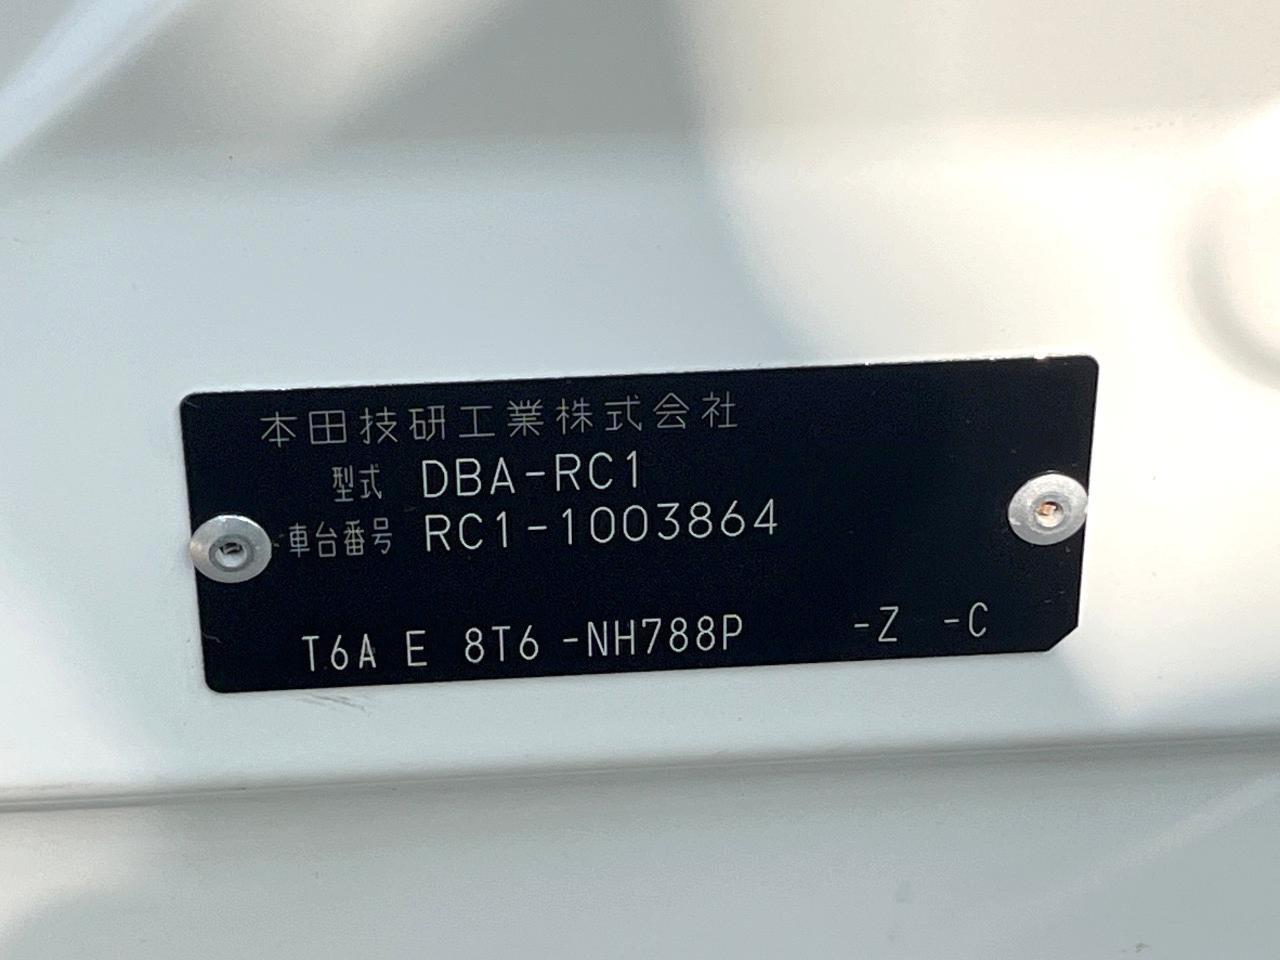 本田技研工業株式会社
型式 DBA-RC1
車台番号 RC1-1003864
T6A E 8T6 -NH788P -Z -C